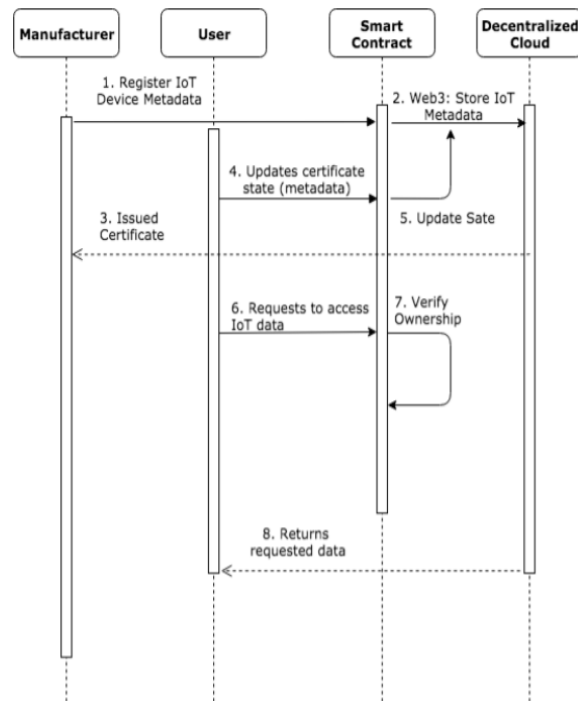 Manufacturer
User
Smart
Contract
Decentralized
Cloud
1. Register IoT
Device Metadata
2. Web3: Store IoT
Metadata
4. Updates certificate
state (metadata)
3. Issued
Certificate
5. Update Sate
6. Requests to access
IoT data
7. Verify
Ownership
8. Returns
requested data